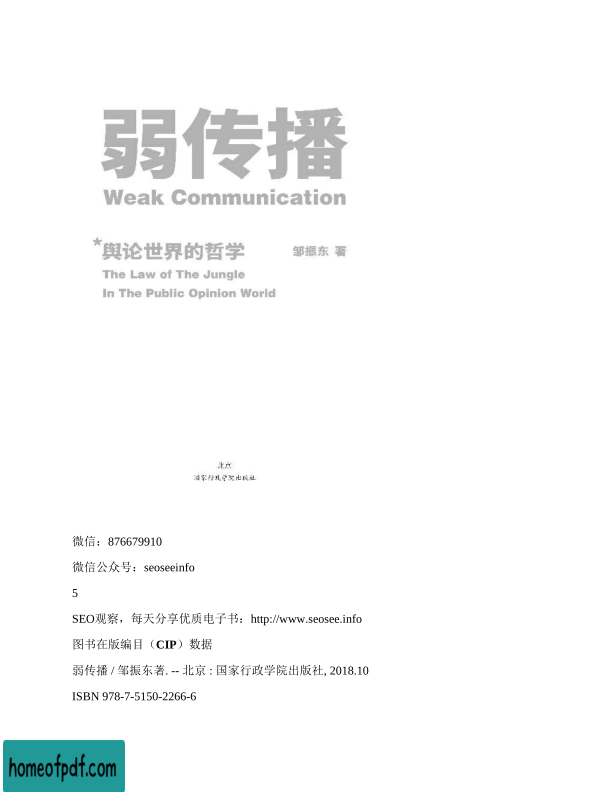 弱传播
Weak Communication
*舆论世界的哲学 邹振东 著
The Law of The Jungle
In The Public Opinion World
北京
国家行政学院出版社
微信：876679910
微信公众号：seoseeinfo
5
SEO观察，每天分享优质电子书：http://www.seosee.info
图书在版编目（CIP）数据
弱传播 / 邹振东著. -- 北京 : 国家行政学院出版社, 2018.10
ISBN 978-7-5150-2266-6
homeofpdf.com